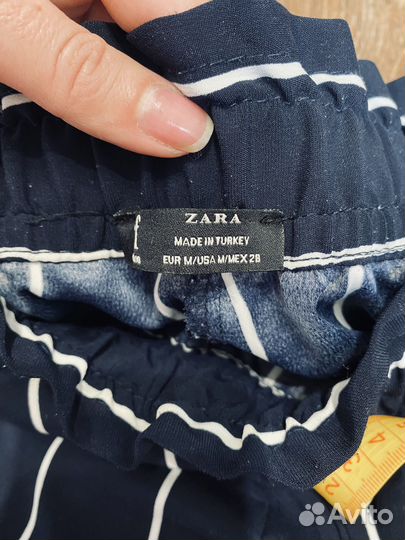 ZARA
MADE IN TURKEY
EUR M/USA M/MEX 28
Avito